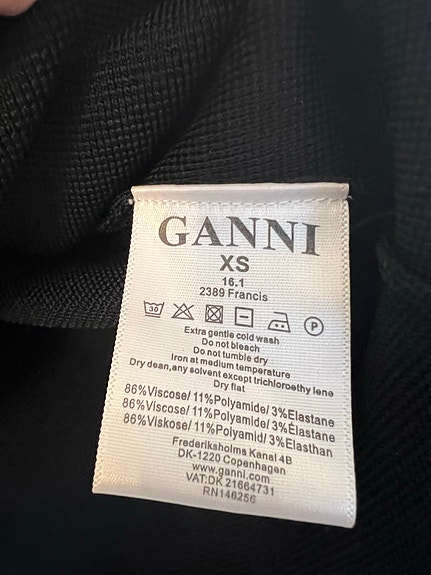 GANNI
XS
16.1
2389 Francis
30 P
Extra gentle cold wash
Do not bleach
Do not tumble dry
Iron at medium temperature
Dry dean,any solvent except trichloroethy lene
Dry flat
86%Viscose/ 11%Polyamide/ 3%Elastane
86%Viscose/ 11%Polyamide/ 3%Élastane
86%Viskose/ 11%Polyamid/ 3%Elasthan
Frederiksholms Kanal 4B
DK-1220 Copenhagen
www.ganni.com
VAT:DK 21664731
RN146256